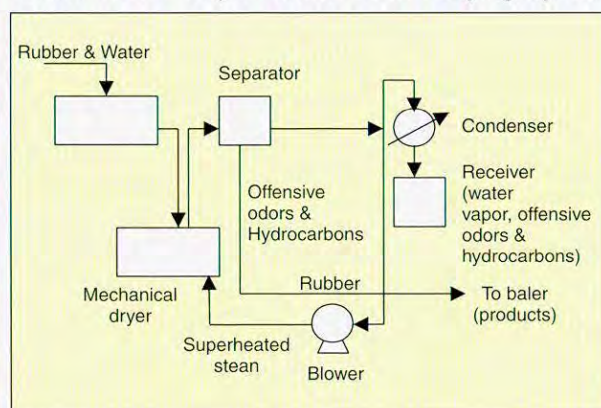 Rubber & Water
Separator
Condenser
Receiver
(water
vapor, offensive
odors &
hydrocarbons)
Offensive
odors &
Hydrocarbons
Rubber
To baler
(products)
Mechanical
dryer
Superheated
stean
Blower